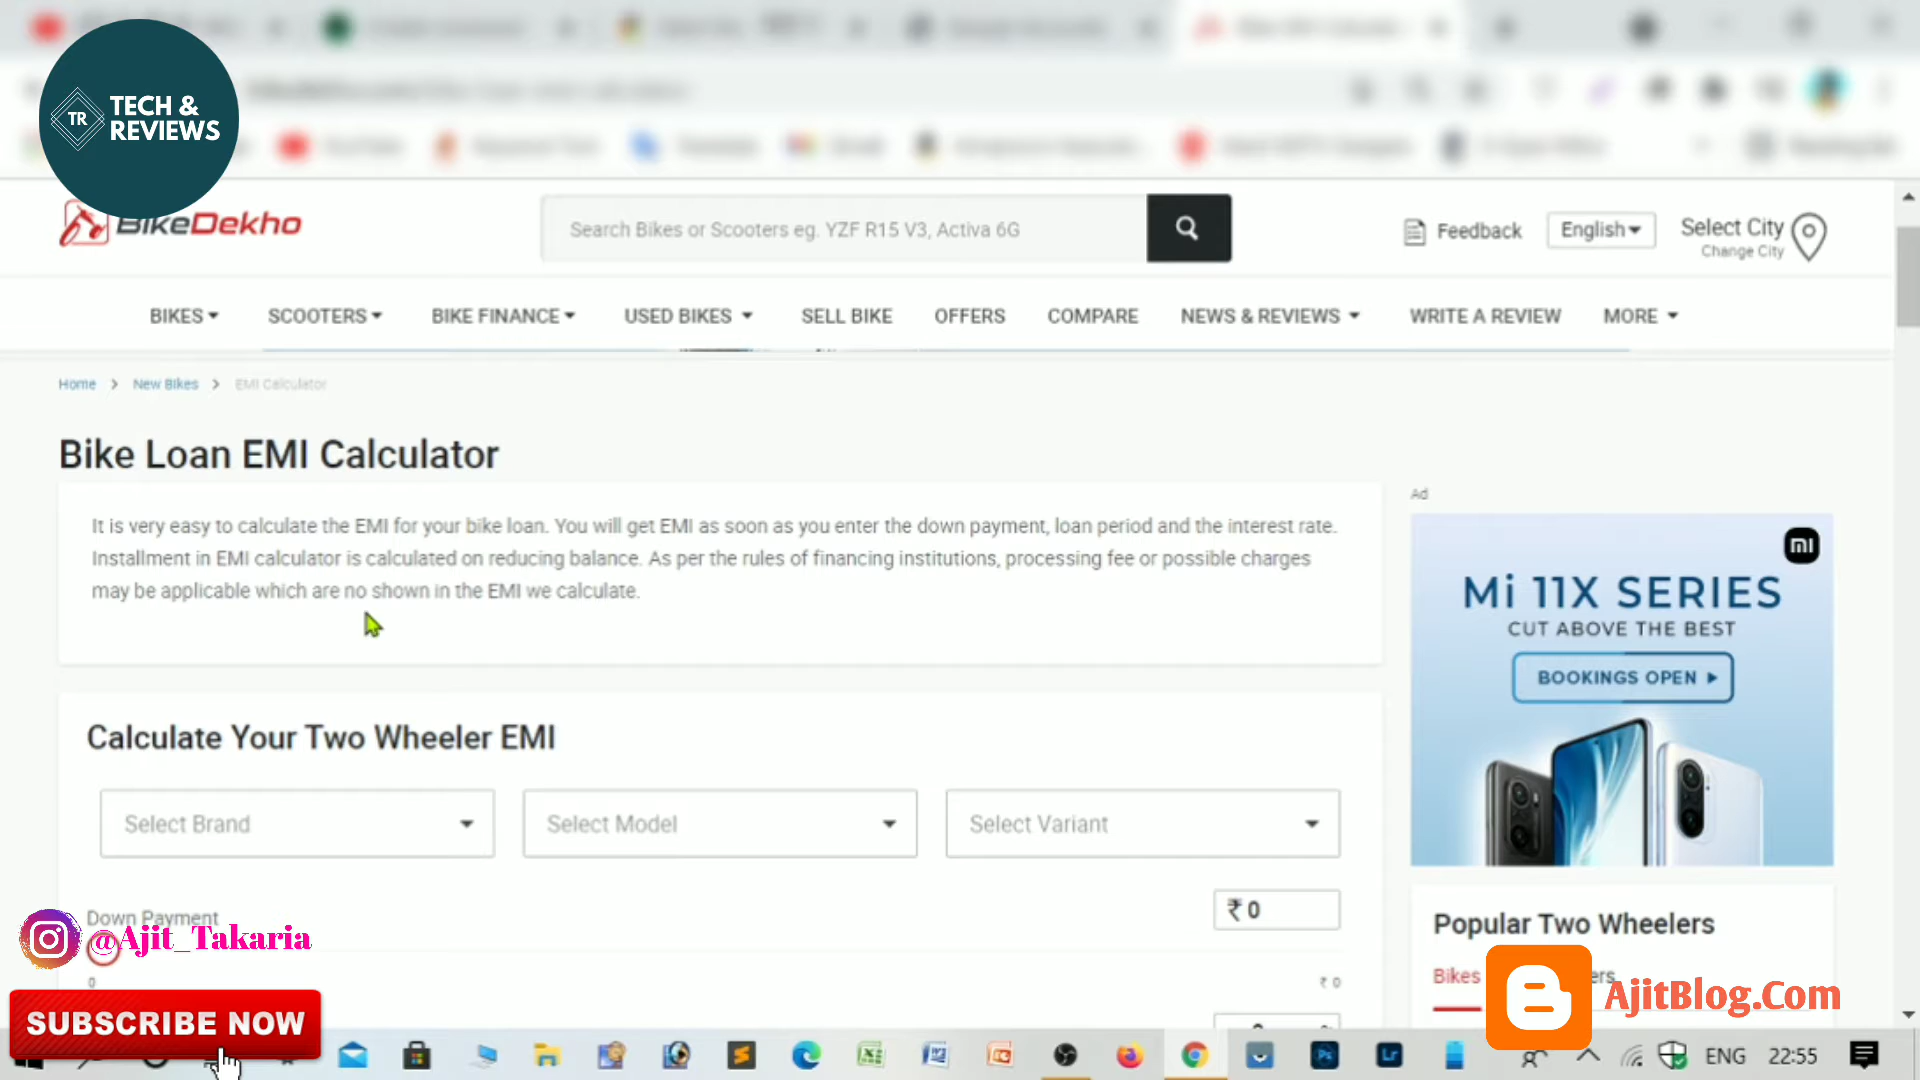 TR
TECH &
REVIEWS
BikeDekho
Search Bikes or Scooters eg. YZF R15 V3, Activa 6G
Feedback
English
Select City
Change City
BIKES
SCOOTERS
BIKE FINANCE
USED BIKES
SELL BIKE
OFFERS
COMPARE
NEWS & REVIEWS
WRITE A REVIEW
MORE
Home > New Bikes > EMI Calculator
Bike Loan EMI Calculator
It is very easy to calculate the EMI for your bike loan. You will get EMI as soon as you enter the down payment, loan period and the interest rate.
Installment in EMI calculator is calculated on reducing balance. As per the rules of financing institutions, processing fee or possible charges
may be applicable which are no shown in the EMI we calculate.
Ad
mi
Mi 11X SERIES
CUT ABOVE THE BEST
BOOKINGS OPEN
Calculate Your Two Wheeler EMI
Select Brand
Select Model
Select Variant
Down Payment
₹ 0
@Ajit_Takaria
0
₹ 0
Popular Two Wheelers
Bikes
AjitBlog.Com
SUBSCRIBE NOW
Ps
Lr
ENG
22:55